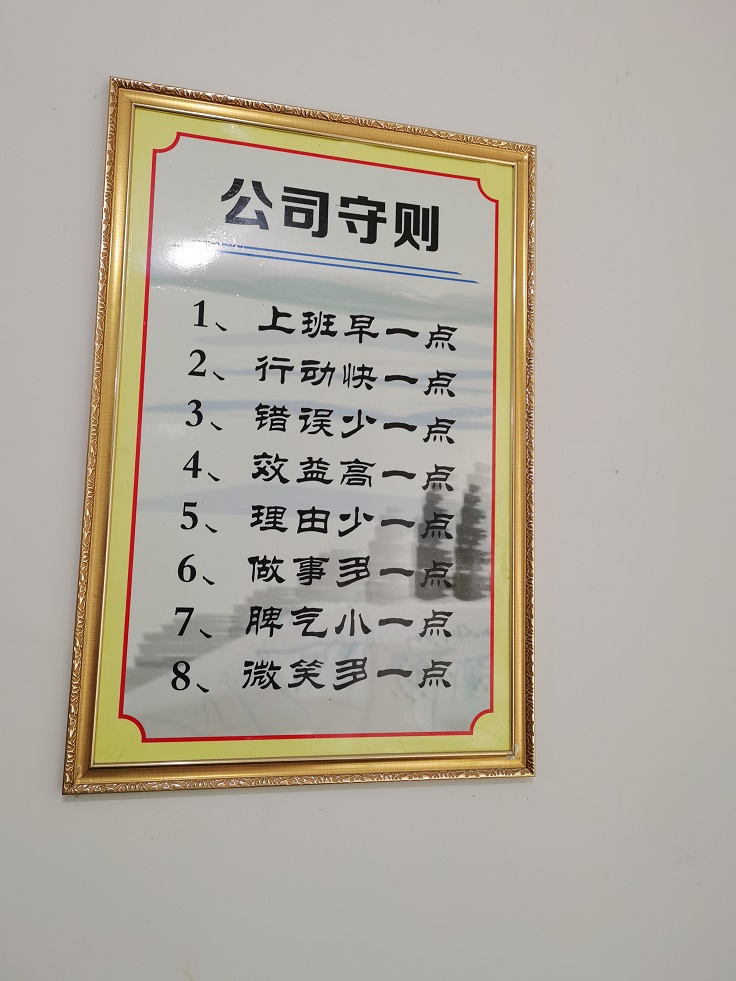 公司守则
1、上班早一点
2、行动快一点
3、错误少一点
4、效益高一点
5、理由少一点
6、做事多一点
7、脾气小一点
8、微笑多一点